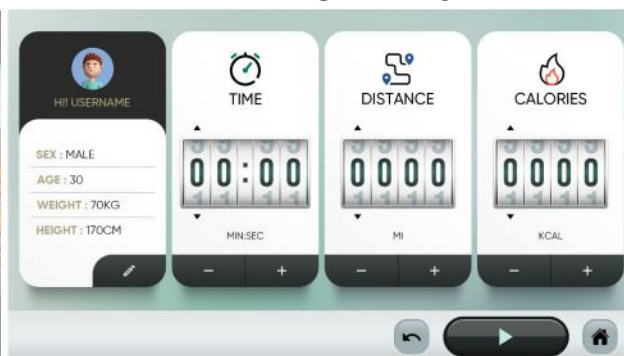 HI! USERNAME
SEX : MALE
AGE : 30
WEIGHT : 70KG
HEIGHT : 170CM
TIME
00:00
MIN:SEC
- +
DISTANCE
0000
MI
- +
CALORIES
0000
KCAL
- +